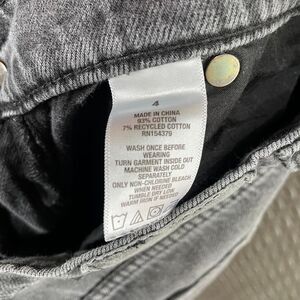 4
MADE IN CHINA
93% COTTON
7% RECYCLED COTTON
RN154379
WASH ONCE BEFORE
WEARING
TURN GARMENT INSIDE OUT
MACHINE WASH COLD
SEPARATELY
ONLY NON-CHLORINE BLEACH
WHEN NEEDED
TUMBLE DRY LOW
WARM IRON IF NEEDED